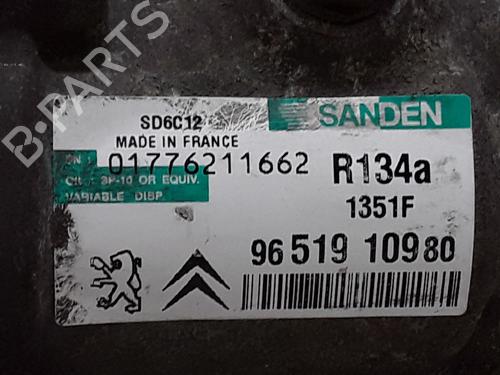 B-PARTS
SANDEN
SD6C12
MADE IN FRANCE
SN : 01776211662
OIL : SP-10 OR EQUIV.
VARIABLE DISP.
R134a
1351F
96 519 109 80